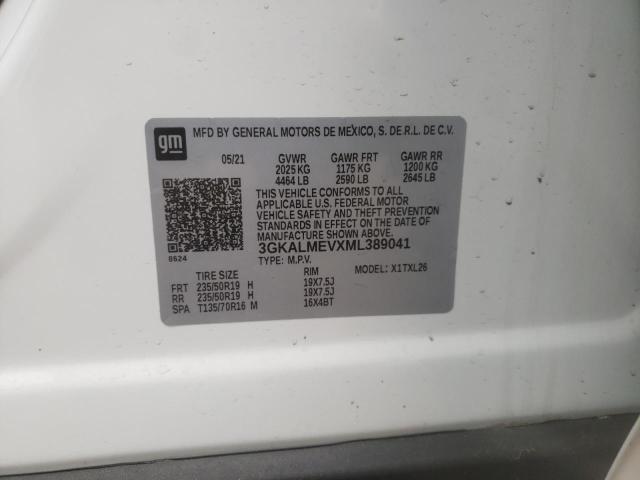 gm
MFD BY GENERAL MOTORS DE MEXICO, S. DE R.L. DE C.V.
05/21 GVWR GAWR FRT GAWR RR
2025 KG 1175 KG 1200 KG
4464 LB 2590 LB 2645 LB
THIS VEHICLE CONFORMS TO ALL
APPLICABLE U.S. FEDERAL MOTOR
VEHICLE SAFETY AND THEFT PREVENTION
STANDARDS IN EFFECT ON THE DATE
OF MANUFACTURE SHOWN ABOVE.
3GKALMEVXML389041
8624 TYPE: M.P.V. MODEL: X1TXL26
TIRE SIZE RIM
FRT 235/50R19 H 19X7.5J
RR 235/50R19 H 19X7.5J
SPA T135/70R16 M 16X4BT